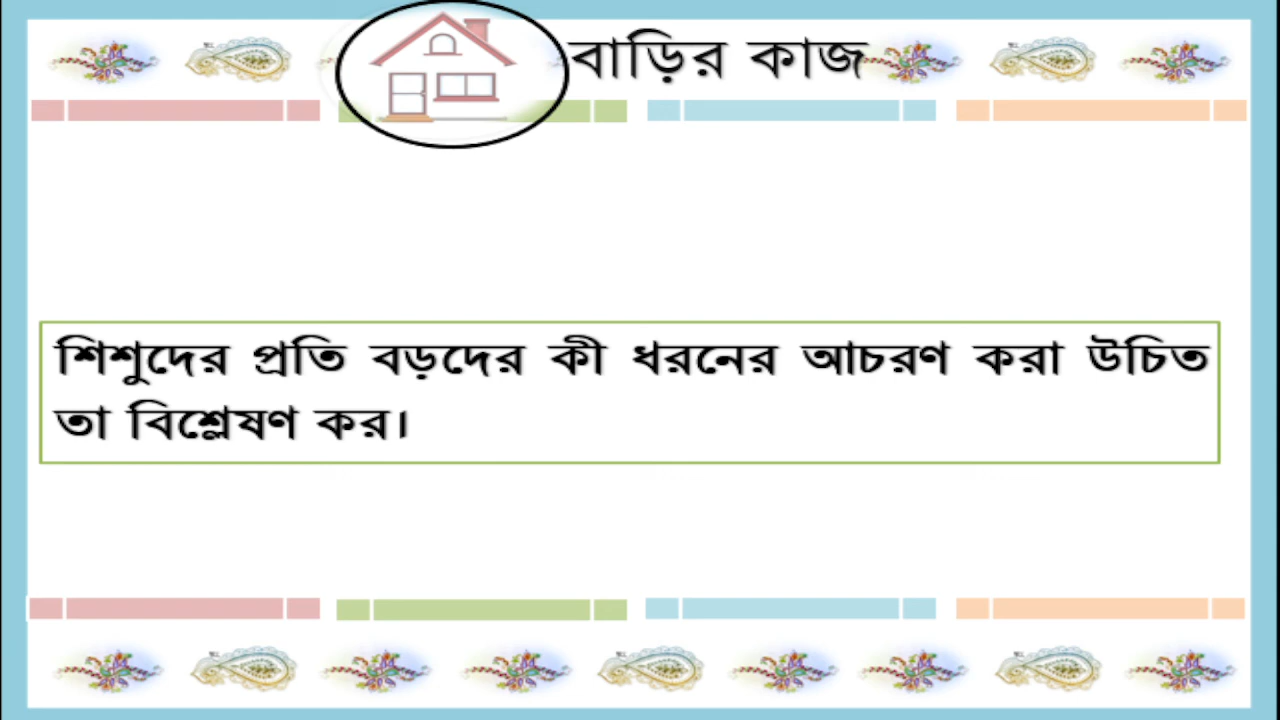 বাড়ির কাজ
শিশুদের প্রতি বড়দের কী ধরনের আচরণ করা উচিত
তা বিশ্লেষণ কর।